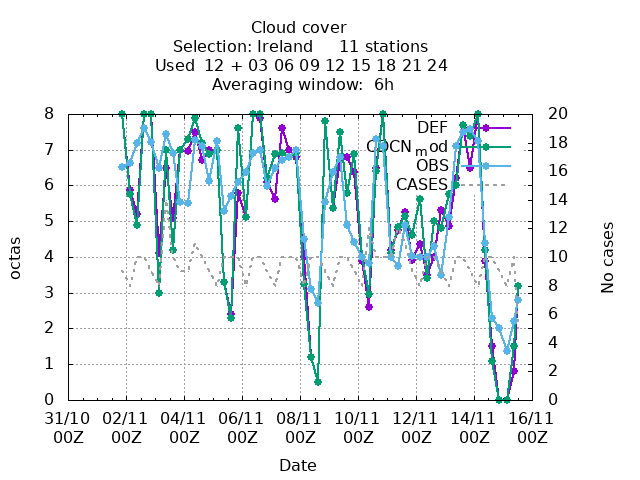 Cloud cover
Selection: Ireland 11 stations
Used 12 + 03 06 09 12 15 18 21 24
Averaging window: 6h
DEF
COCN mod
OBS
CASES
octas
8
7
6
5
4
3
2
1
0
No cases
20
18
16
14
12
10
8
6
4
2
0
31/10 02/11 04/11 06/11 08/11 10/11 12/11 14/11 16/11
00Z 00Z 00Z 00Z 00Z 00Z 00Z 00Z 00Z
Date